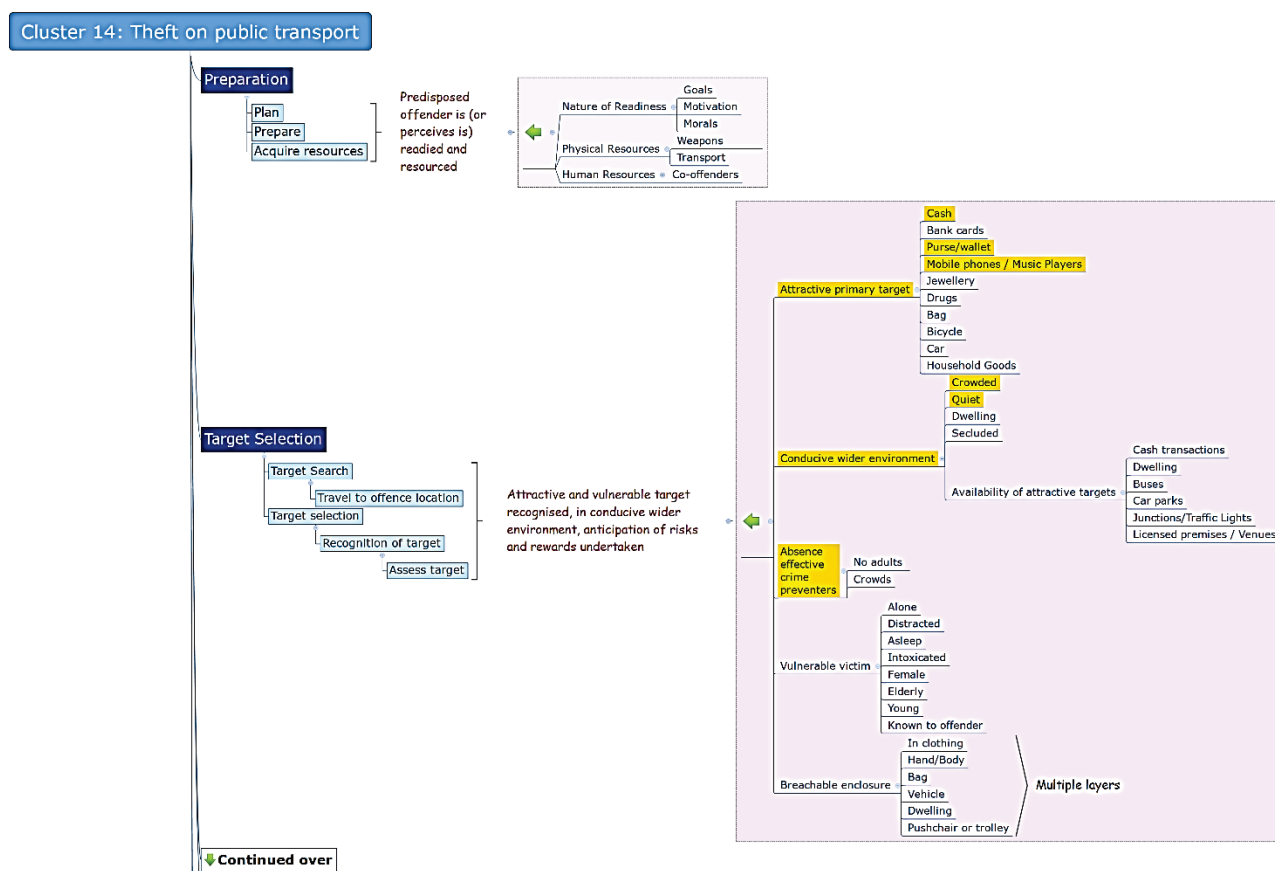 Cluster 14: Theft on public transport
Preparation
Plan
Prepare
Acquire resources
Predisposed
offender is (or
perceives is)
readied and
resourced
Nature of Readiness
Goals
Motivation
Morals
Physical Resources
Weapons
Transport
Human Resources
Co-offenders
Target Selection
Target Search
Travel to offence location
Target selection
Recognition of target
Assess target
Attractive and vulnerable target
recognised, in conducive wider
environment, anticipation of risks
and rewards undertaken
Attractive primary target
Cash
Bank cards
Purse/wallet
Mobile phones / Music Players
Jewellery
Drugs
Bag
Bicycle
Car
Household Goods
Conducive wider environment
Crowded
Quiet
Dwelling
Secluded
Availability of attractive targets
Cash transactions
Dwelling
Buses
Car parks
Junctions/Traffic Lights
Licensed premises / Venues
Absence
effective
crime
preventers
No adults
Crowds
Vulnerable victim
Alone
Distracted
Asleep
Intoxicated
Female
Elderly
Young
Known to offender
Breachable enclosure
In clothing
Hand/Body
Bag
Vehicle
Dwelling
Pushchair or trolley
Multiple layers
Continued over